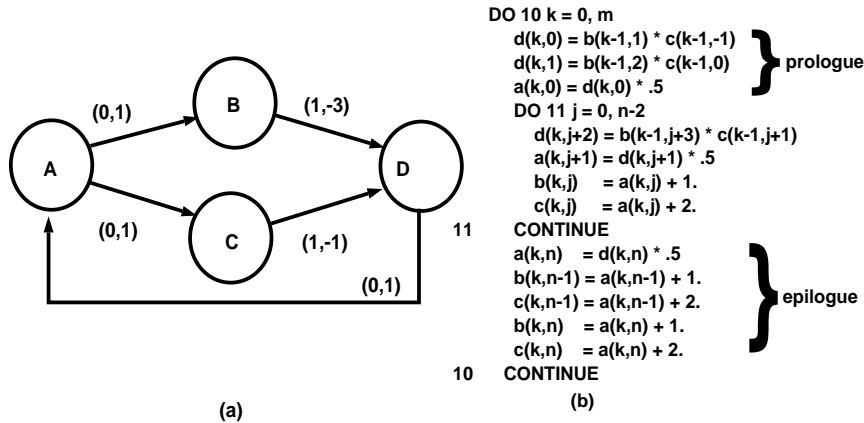 A
B
C
D
(0,1)
(1,-3)
(0,1)
(1,-1)
(0,1)
(a)
DO 10 k = 0, m
d(k,0) = b(k-1,1) * c(k-1,-1)
d(k,1) = b(k-1,2) * c(k-1,0)
a(k,0) = d(k,0) * .5
prologue
DO 11 j = 0, n-2
d(k,j+2) = b(k-1,j+3) * c(k-1,j+1)
a(k,j+1) = d(k,j+1) * .5
b(k,j) = a(k,j) + 1.
c(k,j) = a(k,j) + 2.
11 CONTINUE
a(k,n) = d(k,n) * .5
b(k,n-1) = a(k,n-1) + 1.
c(k,n-1) = a(k,n-1) + 2.
b(k,n) = a(k,n) + 1.
c(k,n) = a(k,n) + 2.
epilogue
10 CONTINUE
(b)